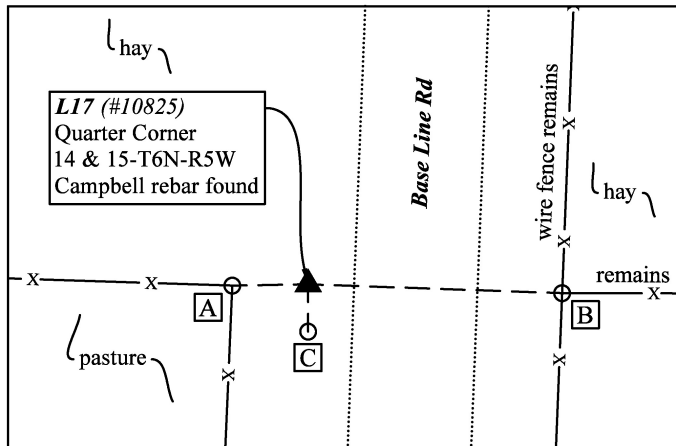 hay
L17 (#10825)
Quarter Corner
14 & 15-T6N-R5W
Campbell rebar found
Base Line Rd
wire fence remains
X
X
X
hay
X
X
remains
X
A
B
C
pasture
X
X